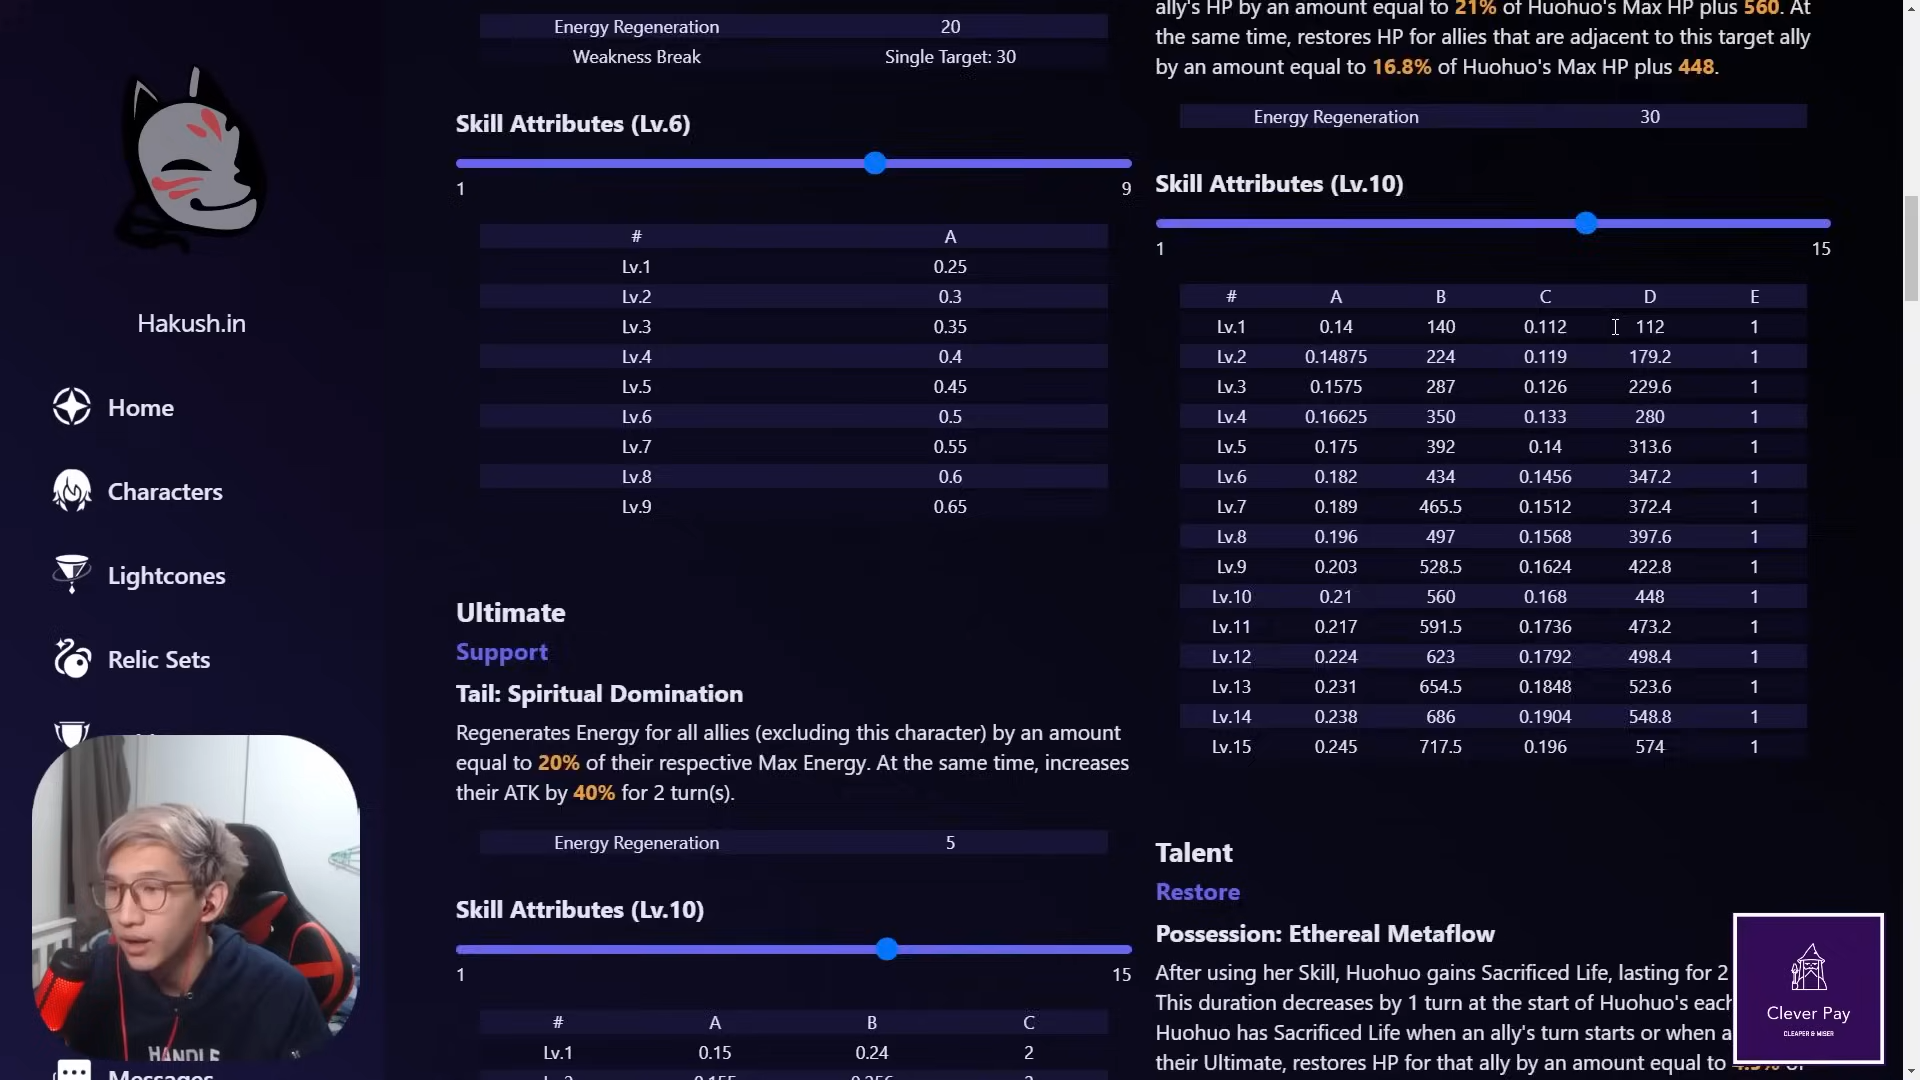 Hakush.in
Home
Characters
Lightcones
Relic Sets
Messages
HANDLE
Energy Regeneration 20
Weakness Break Single Target: 30
Skill Attributes (Lv.6)
1 9
# A
Lv.1 0.25
Lv.2 0.3
Lv.3 0.35
Lv.4 0.4
Lv.5 0.45
Lv.6 0.5
Lv.7 0.55
Lv.8 0.6
Lv.9 0.65
Ultimate
Support
Tail: Spiritual Domination
Regenerates Energy for all allies (excluding this character) by an amount
equal to 20% of their respective Max Energy. At the same time, increases
their ATK by 40% for 2 turn(s).
Energy Regeneration 5
Skill Attributes (Lv.10)
1 15
# A B C
Lv.1 0.15 0.24 2
ally's HP by an amount equal to 21% of Huohuo's Max HP plus 560. At
the same time, restores HP for allies that are adjacent to this target ally
by an amount equal to 16.8% of Huohuo's Max HP plus 448.
Energy Regeneration 30
Skill Attributes (Lv.10)
1 15
# A B C D E
Lv.1 0.14 140 0.112 112 1
Lv.2 0.14875 224 0.119 179.2 1
Lv.3 0.1575 287 0.126 229.6 1
Lv.4 0.16625 350 0.133 280 1
Lv.5 0.175 392 0.14 313.6 1
Lv.6 0.182 434 0.1456 347.2 1
Lv.7 0.189 465.5 0.1512 372.4 1
Lv.8 0.196 497 0.1568 397.6 1
Lv.9 0.203 528.5 0.1624 422.8 1
Lv.10 0.21 560 0.168 448 1
Lv.11 0.217 591.5 0.1736 473.2 1
Lv.12 0.224 623 0.1792 498.4 1
Lv.13 0.231 654.5 0.1848 523.6 1
Lv.14 0.238 686 0.1904 548.8 1
Lv.15 0.245 717.5 0.196 574 1
Talent
Restore
Possession: Ethereal Metaflow
After using her Skill, Huohuo gains Sacrificed Life, lasting for 2
This duration decreases by 1 turn at the start of Huohuo's each
Huohuo has Sacrificed Life when an ally's turn starts or when a
their Ultimate, restores HP for that ally by an amount equal to
Clever Pay
CLEAPER & MISER